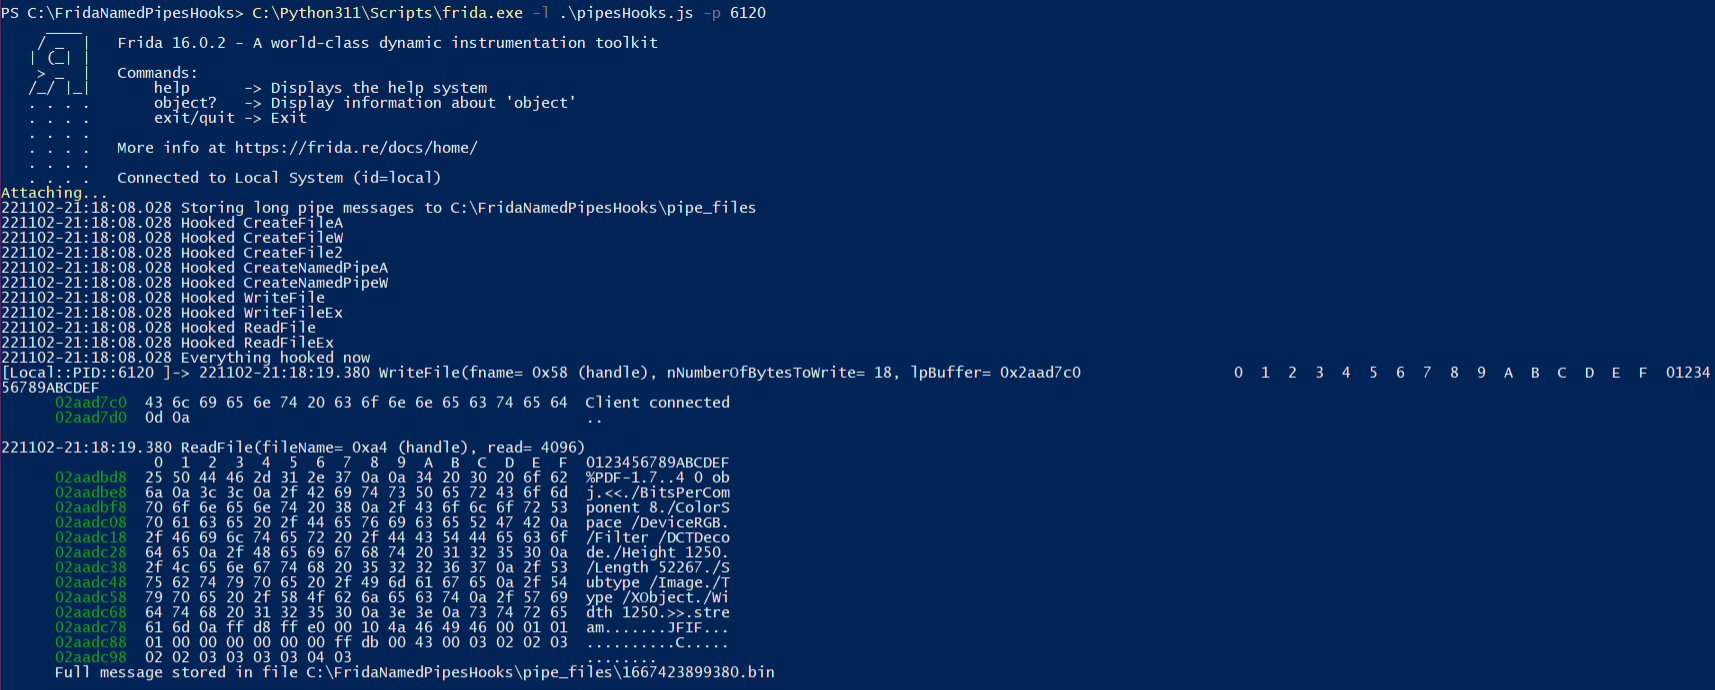 PS C:\FridaNamedPipesHooks> C:\Python311\Scripts\frida.exe -l .\pipesHooks.js -p 6120
     ____
    / _  |   Frida 16.0.2 - A world-class dynamic instrumentation toolkit
   | (_| |
    > _  |   Commands:
   /_/ |_|       help      -> Displays the help system
   . . . .       object?   -> Display information about 'object'
   . . . .       exit/quit -> Exit
   . . . .
   . . . .   More info at https://frida.re/docs/home/
   . . . .
   . . . .   Connected to Local System (id=local)
Attaching...
221102-21:18:08.028 Storing long pipe messages to C:\FridaNamedPipesHooks\pipe_files
221102-21:18:08.028 Hooked CreateFileA
221102-21:18:08.028 Hooked CreateFileW
221102-21:18:08.028 Hooked CreateFile2
221102-21:18:08.028 Hooked CreateNamedPipeA
221102-21:18:08.028 Hooked CreateNamedPipeW
221102-21:18:08.028 Hooked WriteFile
221102-21:18:08.028 Hooked WriteFileEx
221102-21:18:08.028 Hooked ReadFile
221102-21:18:08.028 Hooked ReadFileEx
221102-21:18:08.028 Everything hooked now
[Local::PID::6120 ]-> 221102-21:18:19.380 WriteFile(fname= 0x58 (handle), nNumberOfBytesToWrite= 18, lpBuffer= 0x2aad7c0                 0  1  2  3  4  5  6  7  8  9  A  B  C  D  E  F  01234
56789ABCDEF
      02aad7c0  43 6c 69 65 6e 74 20 63 6f 6e 6e 65 63 74 65 64  Client connected
      02aad7d0  0d 0a                                            ..

221102-21:18:19.380 ReadFile(fileName= 0xa4 (handle), read= 4096)
                 0  1  2  3  4  5  6  7  8  9  A  B  C  D  E  F  0123456789ABCDEF
      02aadbd8  25 50 44 46 2d 31 2e 37 0a 0a 34 20 30 20 6f 62  %PDF-1.7..4 0 ob
      02aadbe8  6a 0a 3c 3c 0a 2f 42 69 74 73 50 65 72 43 6f 6d  j.<<./BitsPerCom
      02aadbf8  70 6f 6e 65 6e 74 20 38 0a 2f 43 6f 6c 6f 72 53  ponent 8./ColorS
      02aadc08  70 61 63 65 20 2f 44 65 76 69 63 65 52 47 42 0a  pace /DeviceRGB.
      02aadc18  2f 46 69 6c 74 65 72 20 2f 44 43 54 44 65 63 6f  /Filter /DCTDeco
      02aadc28  64 65 0a 2f 48 65 69 67 68 74 20 31 32 35 30 0a  de./Height 1250.
      02aadc38  2f 4c 65 6e 67 74 68 20 35 32 32 36 37 0a 2f 53  /Length 52267./S
      02aadc48  75 62 74 79 70 65 20 2f 49 6d 61 67 65 0a 2f 54  ubtype /Image./T
      02aadc58  79 70 65 20 2f 58 4f 62 6a 65 63 74 0a 2f 57 69  ype /XObject./Wi
      02aadc68  64 74 68 20 31 32 35 30 0a 3e 3e 0a 73 74 72 65  dth 1250.>>.stre
      02aadc78  61 6d 0a ff d8 ff e0 00 10 4a 46 49 46 00 01 01  am.......JFIF...
      02aadc88  01 00 00 00 00 00 00 ff db 00 43 00 03 02 02 03  ..........C.....
      02aadc98  02 02 03 03 03 03 04 03                          ........
      Full message stored in file C:\FridaNamedPipesHooks\pipe_files\1667423899380.bin